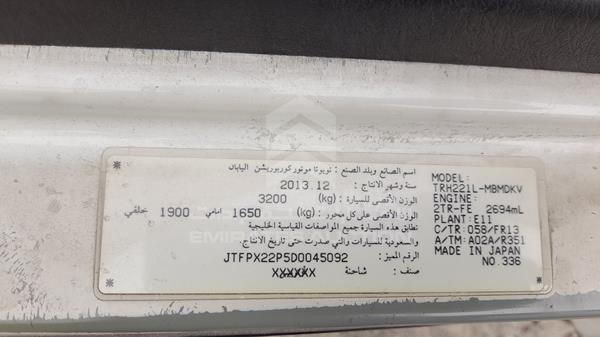 اسم الصانع وبلد الصنع : تويوتا موتور كوربوريشن اليابان
سنة وشهر الانتاج : 2013.12
الوزن الأقصى للسيارة : (kg) 3200
الوزن الأقصى على كل محور : (kg) 1650 امامي 1900 خلفي
تطابق هذه السيارة جميع المواصفات القياسية الخليجية
والسعودية للسيارات والتي صدرت حتى تاريخ الانتاج
الرقم المميز : JTFPX22P5D0045092
صنف : شاحنة XXXXXX
MODEL:
TRH221L-MBMDKV
ENGINE:
2TR-FE 2694mL
PLANT: E11
C/TR: 058/FR13
A/TM: A02A/R351
MADE IN JAPAN
NO.336